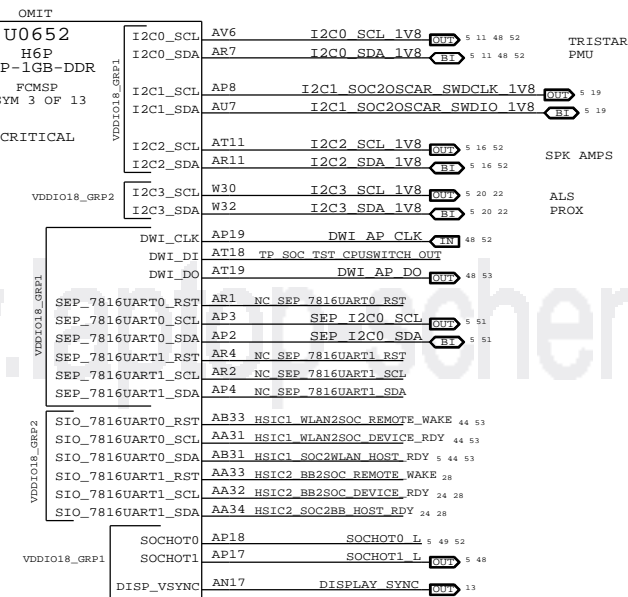 OMIT
U0652
H6P
P-1GB-DDR
FCMSP
SYM 3 OF 13
CRITICAL
VDDIO18_GRP1
I2C0_SCL AV6 I2C0_SCL_1V8 OUT 5 11 48 52
I2C0_SDA AR7 I2C0_SDA_1V8 BI 5 11 48 52
TRISTAR
PMU
I2C1_SCL AP8 I2C1_SOC2OSCAR_SWDCLK_1V8 OUT 5 19
I2C1_SDA AU7 I2C1_SOC2OSCAR_SWDIO_1V8 BI 5 19
I2C2_SCL AT11 I2C2_SCL_1V8 OUT 5 16 52
I2C2_SDA AR11 I2C2_SDA_1V8 BI 5 16 52
SPK AMPS
VDDIO18_GRP2
I2C3_SCL W30 I2C3_SCL_1V8 OUT 5 20 22
I2C3_SDA W32 I2C3_SDA_1V8 BI 5 20 22
ALS
PROX
VDDIO18_GRP1
DWI_CLK AP19 DWI_AP_CLK IN 48 52
DWI_DI AT18 TP_SOC_TST_CPUSWITCH_OUT
DWI_DO AT19 DWI_AP_DO OUT 48 53
SEP_7816UART0_RST AR1 NC_SEP_7816UART0_RST
SEP_7816UART0_SCL AP3 SEP_I2C0_SCL OUT 5 51
SEP_7816UART0_SDA AP2 SEP_I2C0_SDA BI 5 51
SEP_7816UART1_RST AR4 NC_SEP_7816UART1_RST
SEP_7816UART1_SCL AR2 NC_SEP_7816UART1_SCL
SEP_7816UART1_SDA AP4 NC_SEP_7816UART1_SDA
VDDIO18_GRP2
SIO_7816UART0_RST AB33 HSIC1_WLAN2SOC_REMOTE_WAKE 44 53
SIO_7816UART0_SCL AA31 HSIC1_WLAN2SOC_DEVICE_RDY 44 53
SIO_7816UART0_SDA AB31 HSIC1_SOC2WLAN_HOST_RDY 5 44 53
SIO_7816UART1_RST AA33 HSIC2_BB2SOC_REMOTE_WAKE 28
SIO_7816UART1_SCL AA32 HSIC2_BB2SOC_DEVICE_RDY 24 28
SIO_7816UART1_SDA AA34 HSIC2_SOC2BB_HOST_RDY 24 28
VDDIO18_GRP1
SOCHOT0 AP18 SOCHOT0_L 5 49 52
SOCHOT1 AP17 SOCHOT1_L OUT 5 48
DISP_VSYNC AN17 DISPLAY_SYNC OUT 13